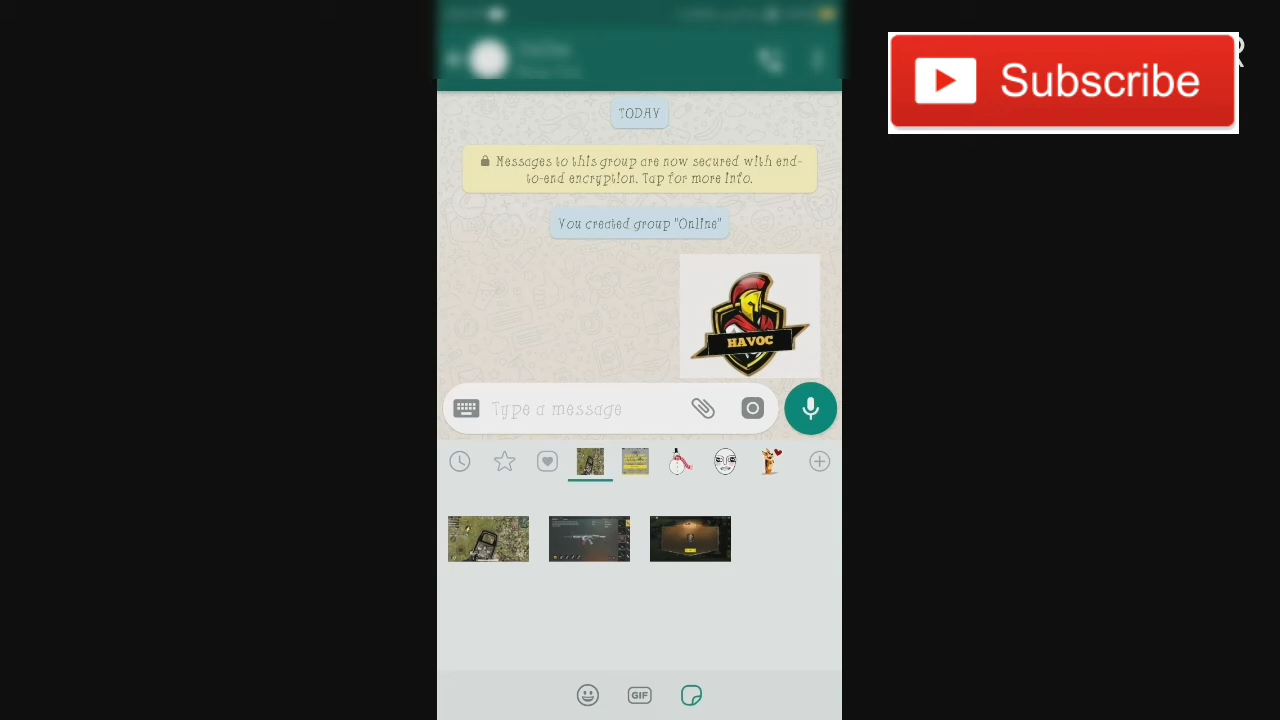 Subscribe
TODAY
Messages to this group are now secured with end-
to-end encryption. Tap for more info.
You created group "Online"
HAVOC
Type a message
GIF